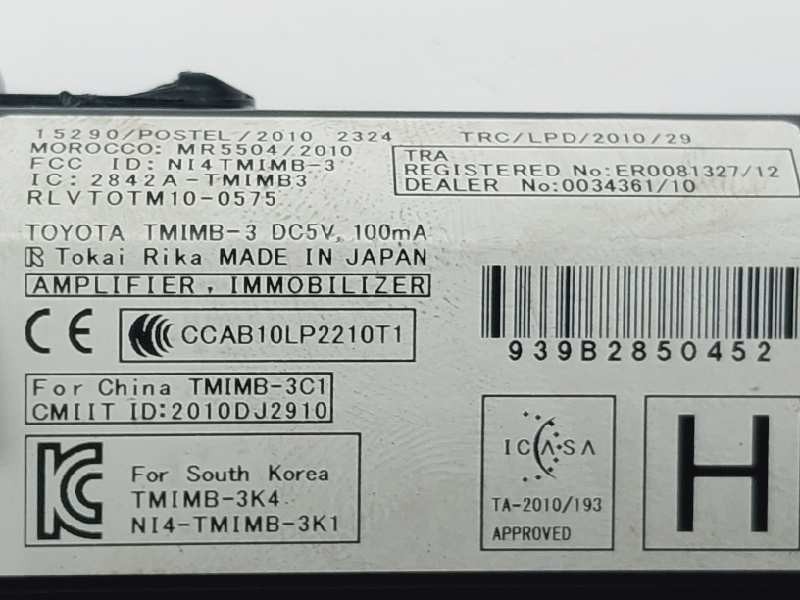 15290/POSTEL/2010 2324
TRC/LPD/2010/29
MOROCCO: MR5504/2010
FCC ID: NI4TMIMB-3
IC: 2842A-TMIMB3
RLVTOTM10-0575
TRA
REGISTERED No:ER0081327/12
DEALER No:0034361/10
TOYOTA TMIMB-3 DC5V, 100mA
Tokai Rika MADE IN JAPAN
AMPLIFIER, IMMOBILIZER
CE
CCAB10LP2210T1
939B2850452
For China TMIMB-3C1
CMIIT ID:2010DJ2910
KC
For South Korea
TMIMB-3K4
NI4-TMIMB-3K1
ICASA
TA-2010/193
APPROVED
H